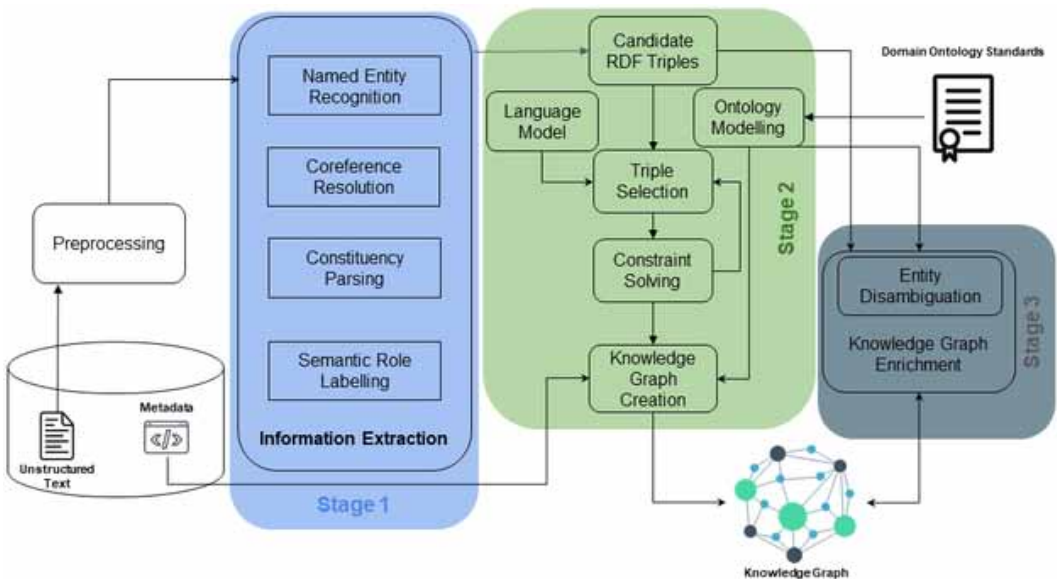 Candidate
RDF Triples
Domain Ontology Standards
Named Entity
Recognition
Language
Model
Ontology
Modelling
Coreference
Resolution
Triple
Selection
Stage 2
Preprocessing
Constituency
Parsing
Constraint
Solving
Entity
Disambiguation
Knowledge Graph
Enrichment
Stage 3
Semantic Role
Labelling
Knowledge
Graph
Creation
Metadada
</>
Information Extraction
Unstructured
Text
Stage 1
Knowledge Graph